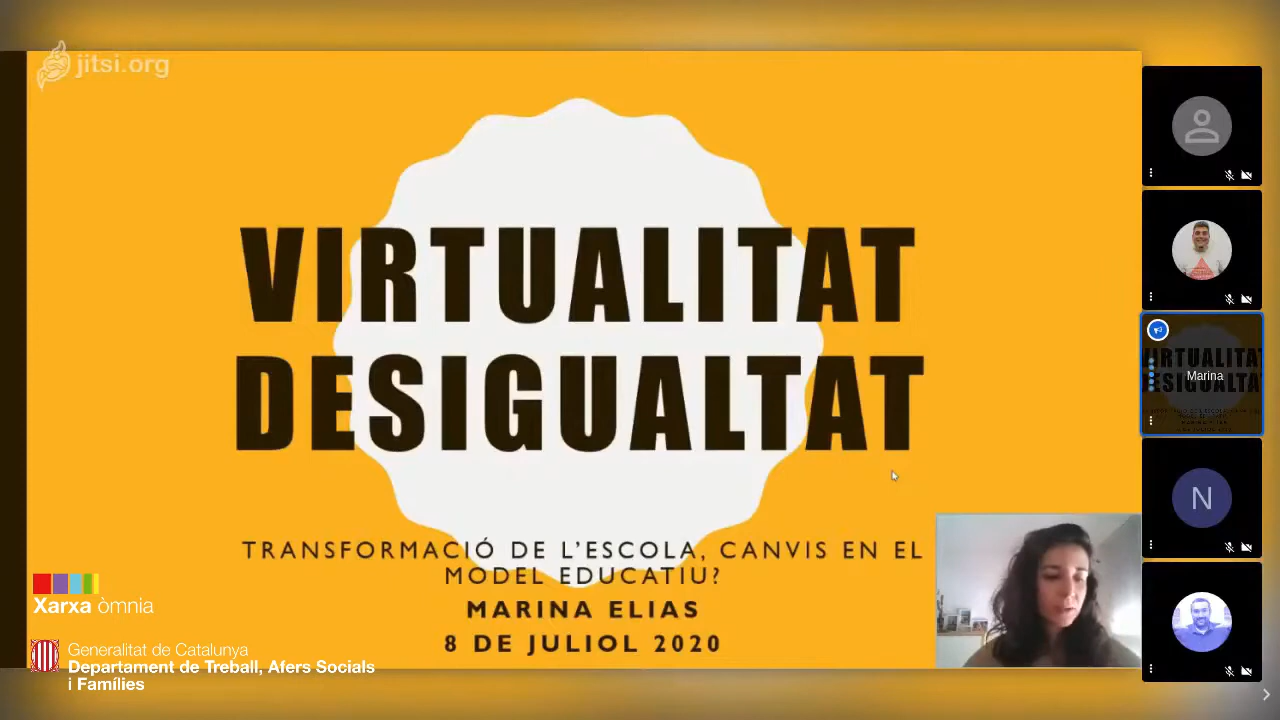 jitsi.org
VIRTUALITAT
DESIGUALTAT
TRANSFORMACIÓ DE L'ESCOLA, CANVIS EN EL
MODEL EDUCATIU?
MARINA ELIAS
8 DE JULIOL 2020
Xarxa òmnia
Generalitat de Catalunya
Departament de Treball, Afers Socials
i Famílies
Marina
N